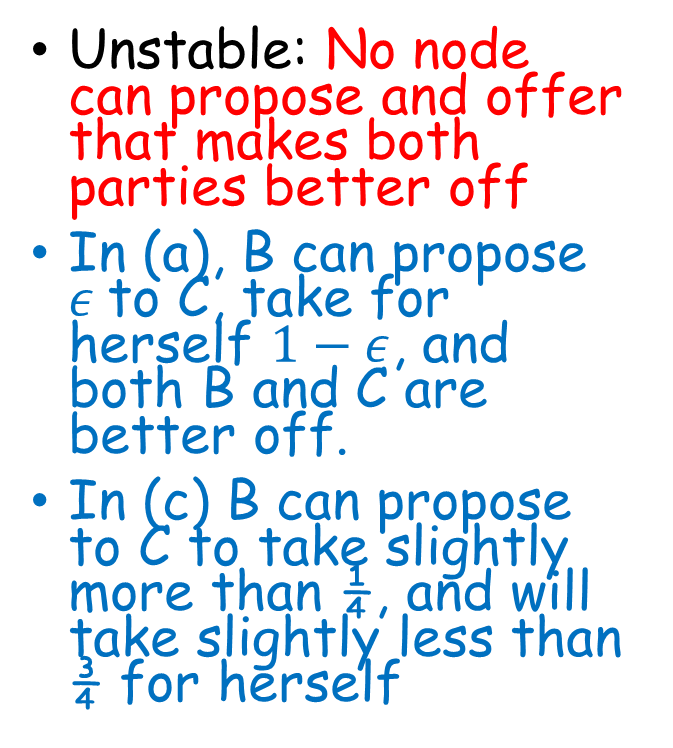 • Unstable: No node
can propose and offer
that makes both
parties better off
• In (a), B can propose
ϵ to C, take for
herself 1 − ϵ, and
both B and C are
better off.
• In (c) B can propose
to C to take slightly
more than 1/4, and will
take slightly less than
3/4 for herself